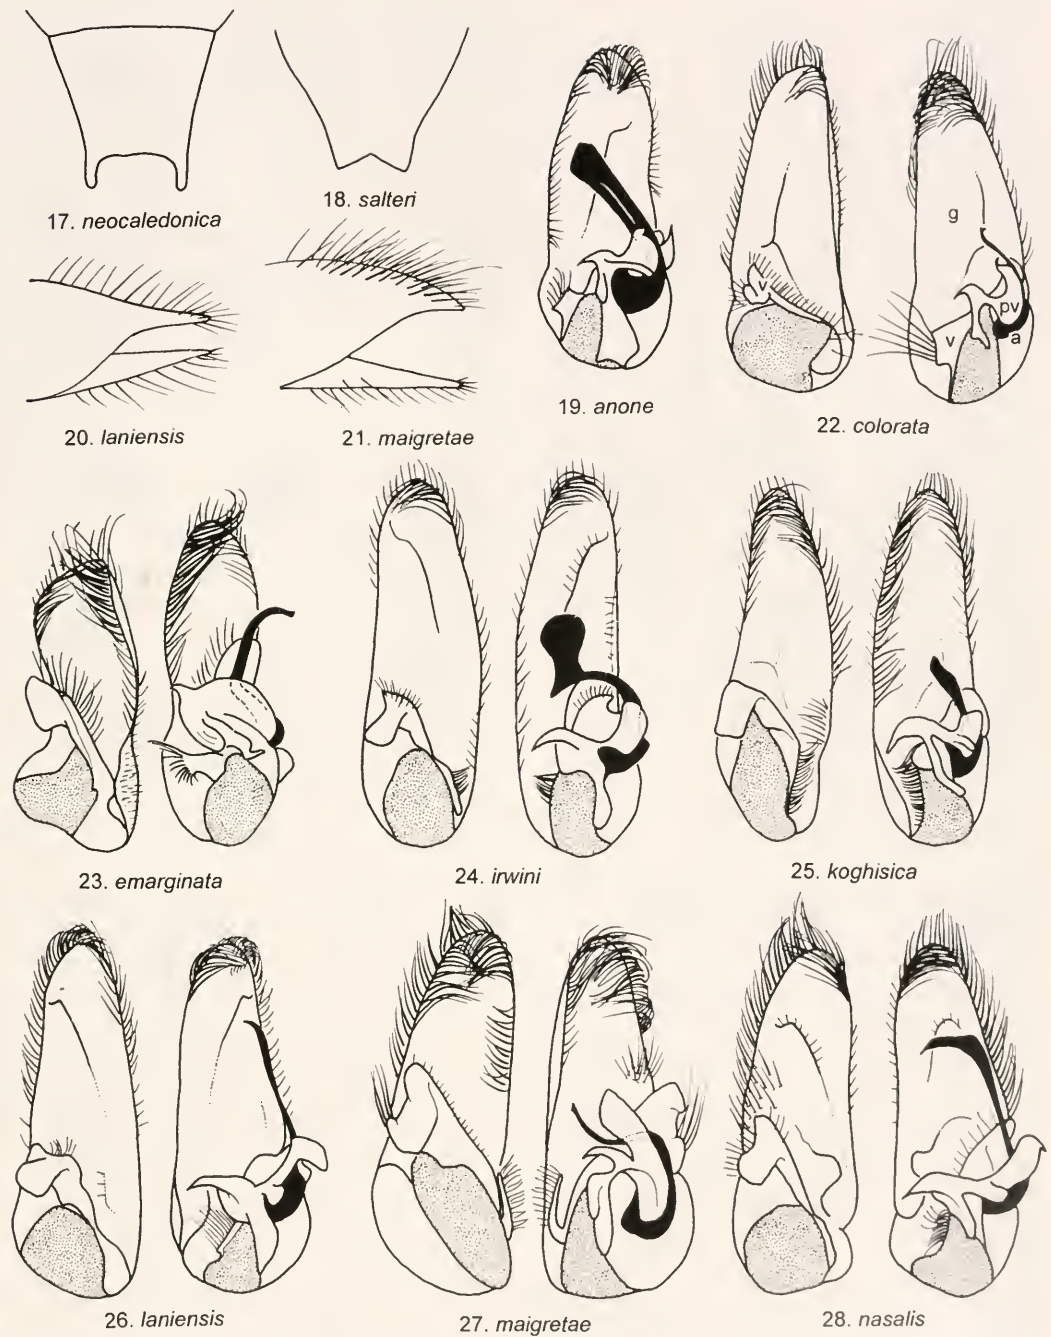 17. neocaledonica
18. salteri
20. laniensis
21. maigretae
19. anone
v
g
pv
v
a
22. colorata
23. emarginata
24. irwini
25. koghisica
26. laniensis
27. maigretae
28. nasalis